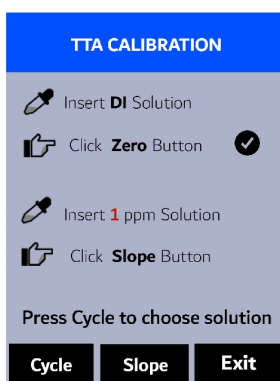 TTA CALIBRATION
Insert DI Solution
Click Zero Button
Insert 1 ppm Solution
Click Slope Button
Press Cycle to choose solution
Cycle Slope Exit